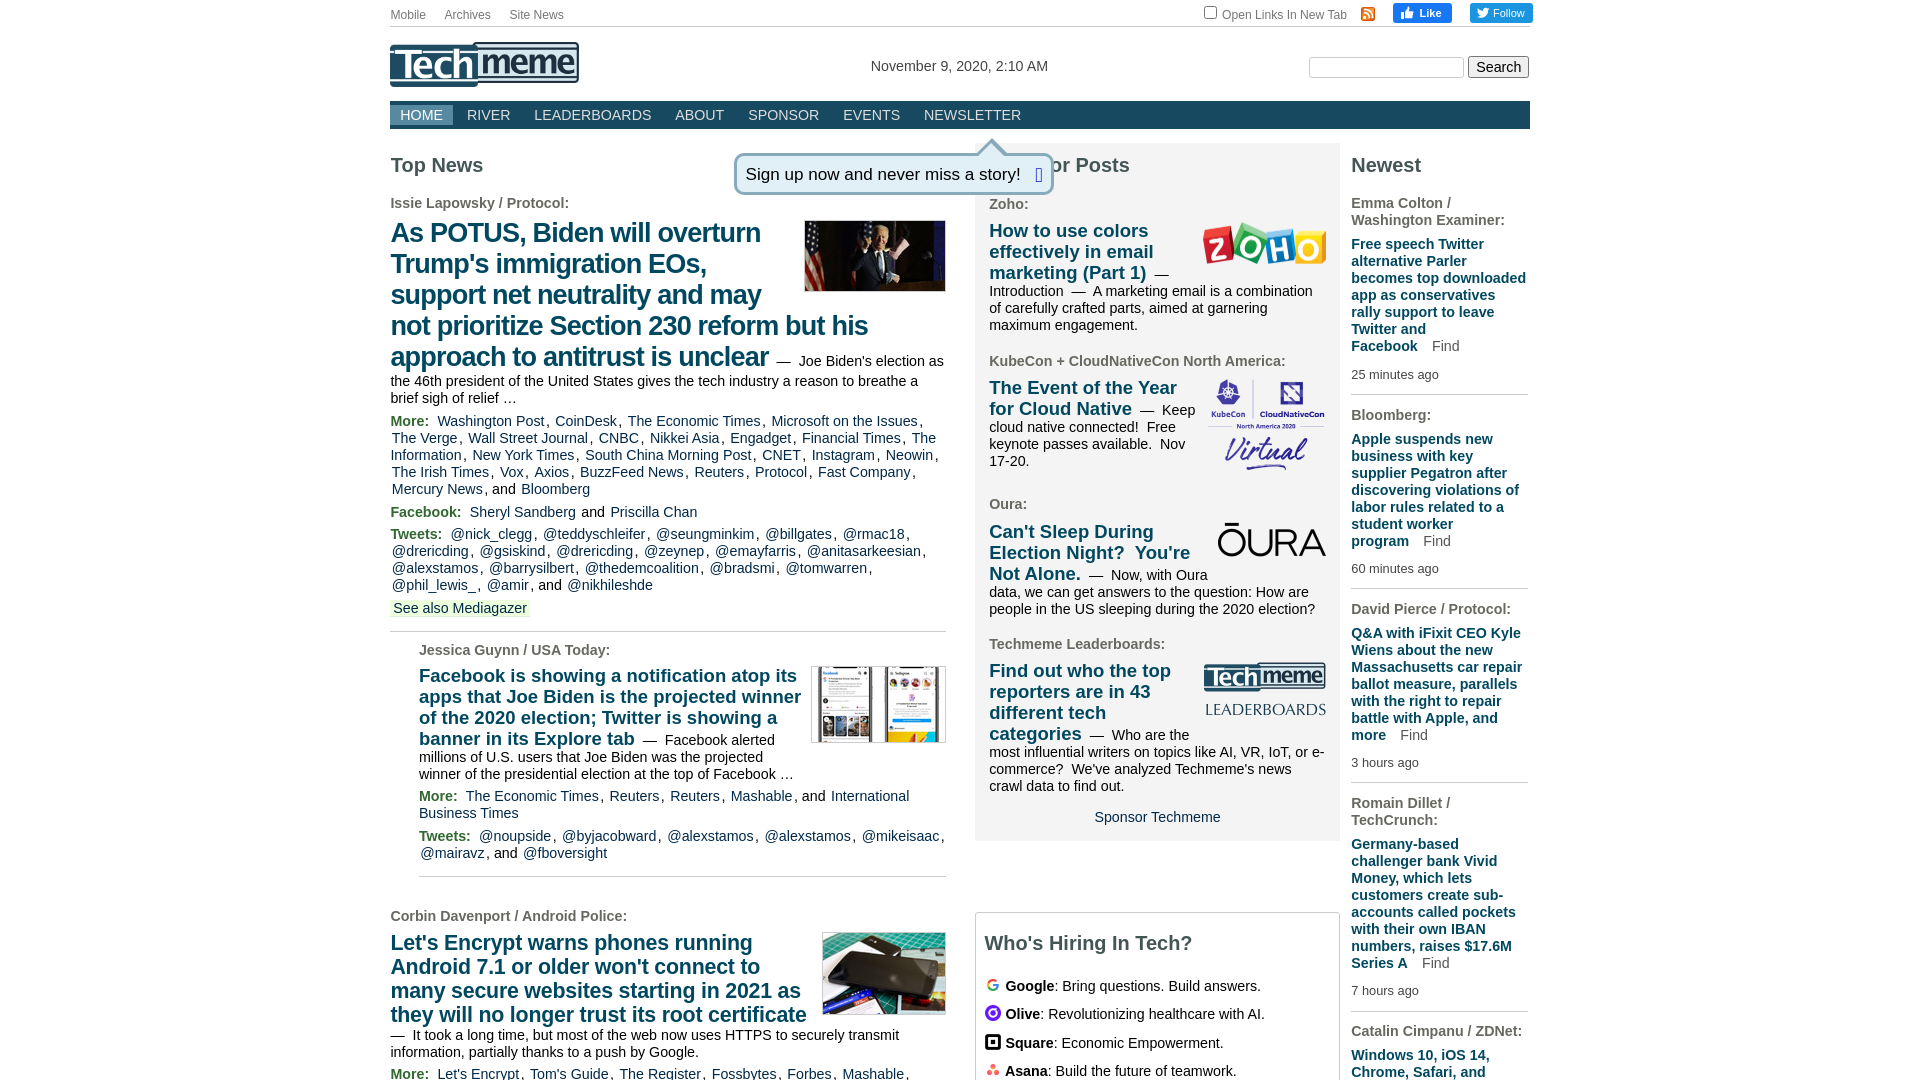 Mobile Archives Site News
Open Links In New Tab Like Follow
Techmeme
November 9, 2020, 2:10 AM
Search
HOME RIVER LEADERBOARDS ABOUT SPONSOR EVENTS NEWSLETTER
Sign up now and never miss a story!
Top News
Issie Lapowsky / Protocol:
As POTUS, Biden will overturn
Trump's immigration EOs,
support net neutrality and may
not prioritize Section 230 reform but his
approach to antitrust is unclear — Joe Biden's election as
the 46th president of the United States gives the tech industry a reason to breathe a
brief sigh of relief …
More: Washington Post, CoinDesk, The Economic Times, Microsoft on the Issues,
The Verge, Wall Street Journal, CNBC, Nikkei Asia, Engadget, Financial Times, The
Information, New York Times, South China Morning Post, CNET, Instagram, Neowin,
The Irish Times, Vox, Axios, BuzzFeed News, Reuters, Protocol, Fast Company,
Mercury News, and Bloomberg
Facebook: Sheryl Sandberg and Priscilla Chan
Tweets: @nick_clegg, @teddyschleifer, @seungminkim, @billgates, @rmac18,
@drericding, @gsiskind, @drericding, @zeynep, @emayfarris, @anitasarkeesian,
@alexstamos, @barrysilbert, @thedemcoalition, @bradsmi, @tomwarren,
@phil_lewis_, @amir, and @nikhileshde
See also Mediagazer
Jessica Guynn / USA Today:
Facebook is showing a notification atop its
apps that Joe Biden is the projected winner
of the 2020 election; Twitter is showing a
banner in its Explore tab — Facebook alerted
millions of U.S. users that Joe Biden was the projected
winner of the presidential election at the top of Facebook …
More: The Economic Times, Reuters, Reuters, Mashable, and International
Business Times
Tweets: @noupside, @byjacobward, @alexstamos, @alexstamos, @mikeisaac,
@mairavz, and @fboversight
Corbin Davenport / Android Police:
Let's Encrypt warns phones running
Android 7.1 or older won't connect to
many secure websites starting in 2021 as
they will no longer trust its root certificate
— It took a long time, but most of the web now uses HTTPS to securely transmit
information, partially thanks to a push by Google.
More: Let's Encrypt, Tom's Guide, The Register, Fossbytes, Forbes, Mashable,
or Posts
Zoho:
ZOHO
How to use colors
effectively in email
marketing (Part 1) —
Introduction — A marketing email is a combination
of carefully crafted parts, aimed at garnering
maximum engagement.
KubeCon + CloudNativeCon North America:
The Event of the Year
for Cloud Native — Keep
cloud native connected! Free
keynote passes available. Nov
17-20.
KubeCon CloudNativeCon
North America 2020
Virtual
Oura:
ŌURA
Can't Sleep During
Election Night? You're
Not Alone. — Now, with Oura
data, we can get answers to the question: How are
people in the US sleeping during the 2020 election?
Techmeme Leaderboards:
Techmeme
LEADERBOARDS
Find out who the top
reporters are in 43
different tech
categories — Who are the
most influential writers on topics like AI, VR, IoT, or e-
commerce? We've analyzed Techmeme's news
crawl data to find out.
Sponsor Techmeme
Who's Hiring In Tech?
Google: Bring questions. Build answers.
Olive: Revolutionizing healthcare with AI.
Square: Economic Empowerment.
Asana: Build the future of teamwork.
Newest
Emma Colton /
Washington Examiner:
Free speech Twitter
alternative Parler
becomes top downloaded
app as conservatives
rally support to leave
Twitter and
Facebook Find
25 minutes ago
Bloomberg:
Apple suspends new
business with key
supplier Pegatron after
discovering violations of
labor rules related to a
student worker
program Find
60 minutes ago
David Pierce / Protocol:
Q&A with iFixit CEO Kyle
Wiens about the new
Massachusetts car repair
ballot measure, parallels
with the right to repair
battle with Apple, and
more Find
3 hours ago
Romain Dillet /
TechCrunch:
Germany-based
challenger bank Vivid
Money, which lets
customers create sub-
accounts called pockets
with their own IBAN
numbers, raises $17.6M
Series A Find
7 hours ago
Catalin Cimpanu / ZDNet:
Windows 10, iOS 14,
Chrome, Safari, and